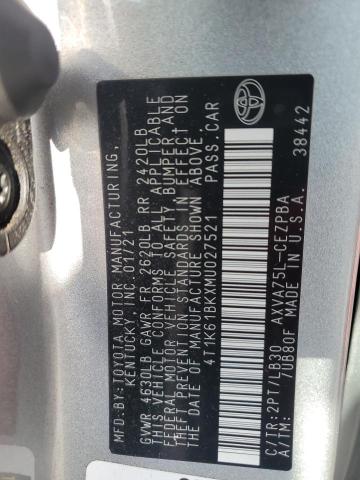 MFD.BY:TOYOTA MOTOR MANUFACTURING,
KENTUCKY, INC. 01/21
GVWR 4630LB GAWR FR 2620LB RR 2420LB
THIS VEHICLE CONFORMS TO ALL APPLICABLE
FEDERAL MOTOR VEHICLE SAFETY, BUMPER, AND
THEFT PREVENTION STANDARDS IN EFFECT ON
THE DATE OF MANUFACTURE SHOWN ABOVE.
4T1K61BKXMU027521 PASS.CAR
C/TR:2PT/LB30 AXVA75L-CEZSBA
A/TM: 7UB80F MADE IN U.S.A.
38442